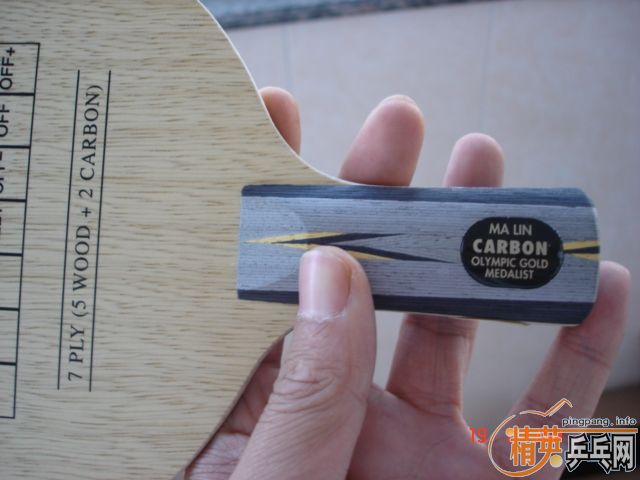 OFF+
OFF
7 PLY (5 WOOD + 2 CARBON)
MA LIN
CARBON
OLYMPIC GOLD
MEDALIST
19
pingpang.info
精英乒乓网